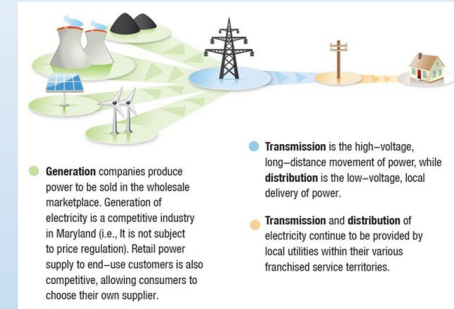 Generation companies produce
power to be sold in the wholesale
marketplace. Generation of
electricity is a competitive industry
in Maryland (i.e., It is not subject
to price regulation). Retail power
supply to end–use customers is also
competitive, allowing consumers to
choose their own supplier.
Transmission is the high–voltage,
long–distance movement of power, while
distribution is the low–voltage, local
delivery of power.
Transmission and distribution of
electricity continue to be provided by
local utilities within their various
franchised service territories.